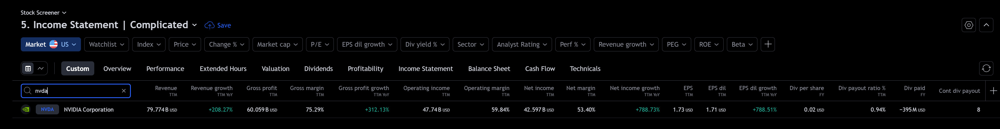 Stock Screener
5. Income Statement | Complicated Save
Market US Watchlist Index Price Change % Market cap P/E EPS dil growth Div yield % Sector Analyst Rating Perf % Revenue growth PEG ROE Beta
Custom Overview Performance Extended Hours Valuation Dividends Profitability Income Statement Balance Sheet Cash Flow Technicals
nvda Revenue Revenue growth Gross profit Gross margin Gross profit growth Operating income Operating margin Net income Net margin Net income growth EPS EPS dil EPS dil growth Div per share Div payout ratio % Div paid Cont div payout
TTM TTM YoY TTM TTM TTM YoY TTM TTM TTM TTM TTM YoY TTM TTM TTM YoY FY TTM FY
NVDA NVIDIA Corporation 79.774 B USD +208.27% 60.059 B USD 75.29% +312.13% 47.74 B USD 59.84% 42.597 B USD 53.40% +788.73% 1.73 USD 1.71 USD +788.51% 0.02 USD 0.94% −395 M USD 8